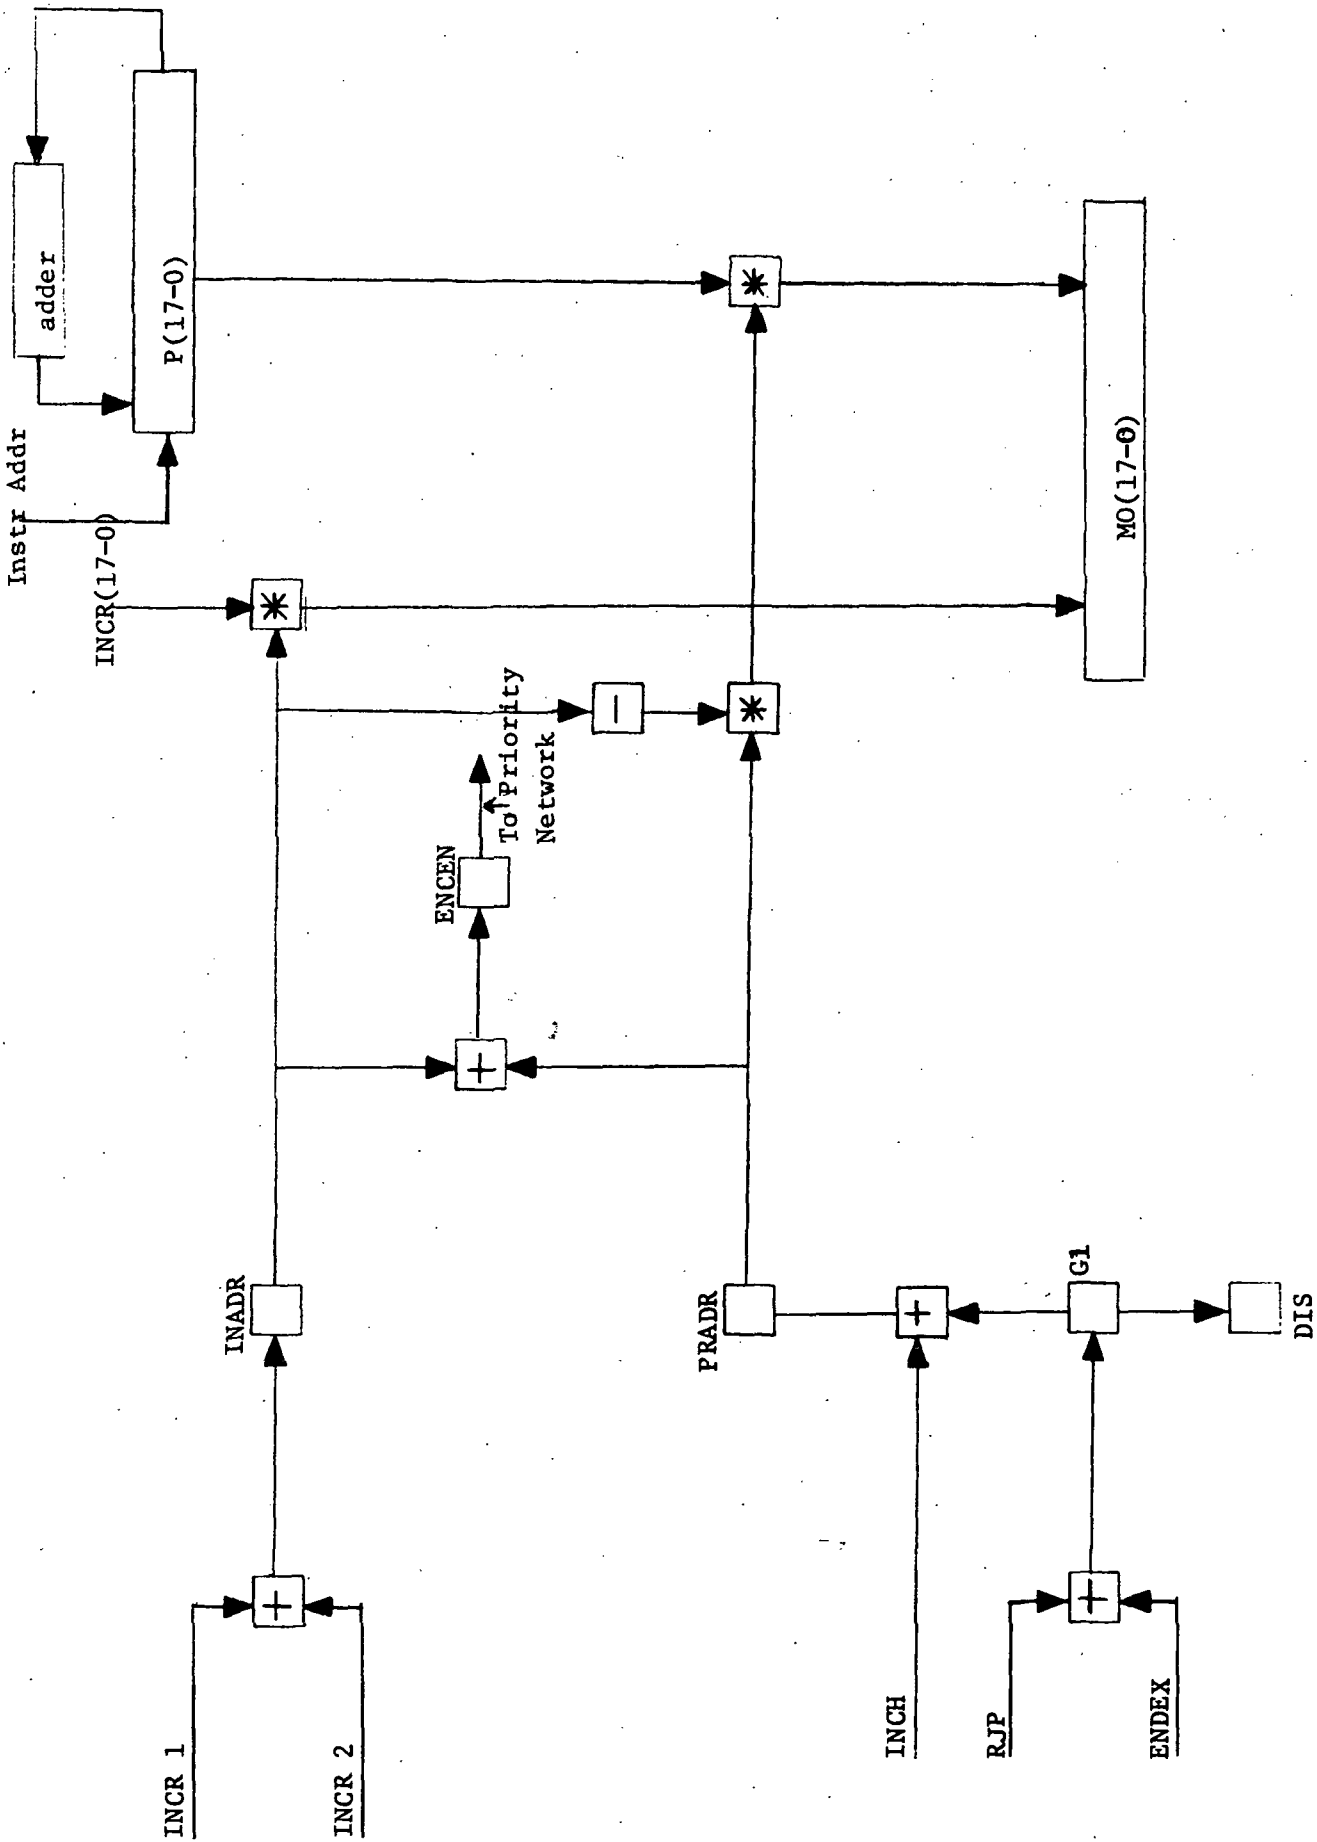 Instr Addr
adder
P(17-0)
INCR(17-0)
*
*
-
*
To Priority
Network
ENCEN
+
MO(17-0)
INADR
PRADR
+
G1
DIS
+
+
INCR 1
INCR 2
INCH
RJP
ENDEX